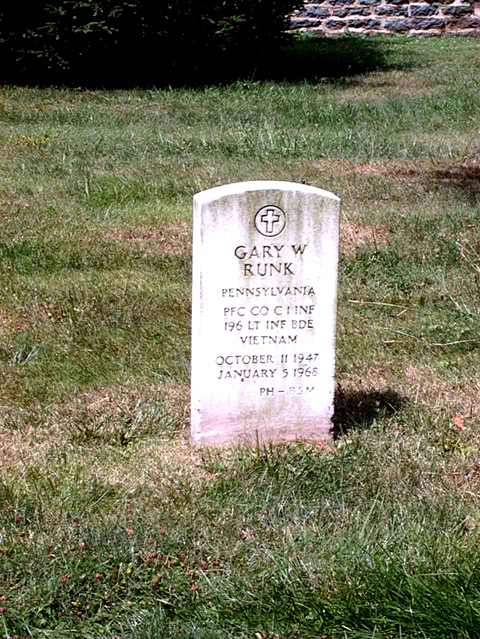 GARY W
RUNK
PENNSYLVANIA
PFC CO C 1 INF
196 LT INF BDE
VIETNAM
OCTOBER 11 1947
JANUARY 5 1968
PH - BSM